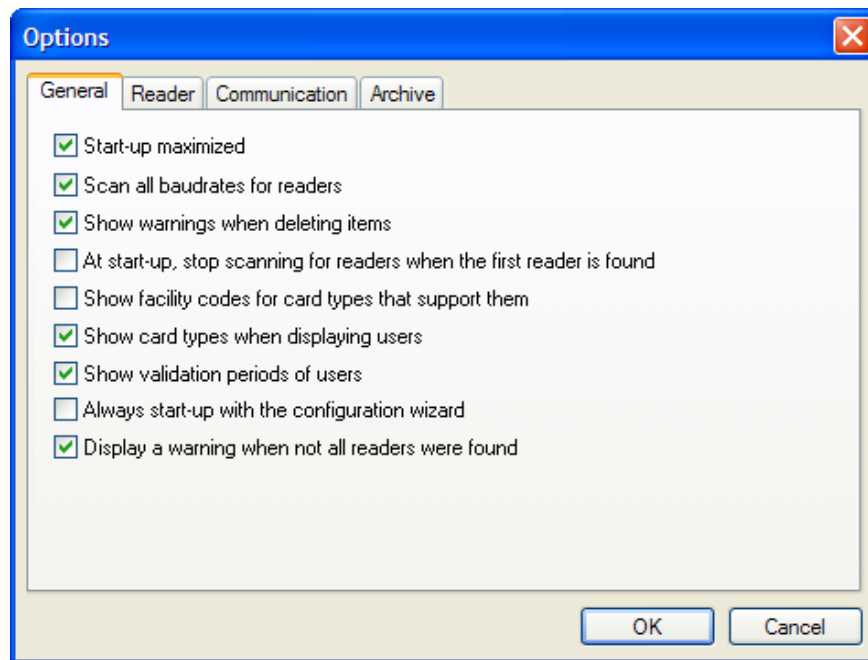 Options
General Reader Communication Archive
Start-up maximized
Scan all baudrates for readers
Show warnings when deleting items
At start-up, stop scanning for readers when the first reader is found
Show facility codes for card types that support them
Show card types when displaying users
Show validation periods of users
Always start-up with the configuration wizard
Display a warning when not all readers were found
OK Cancel